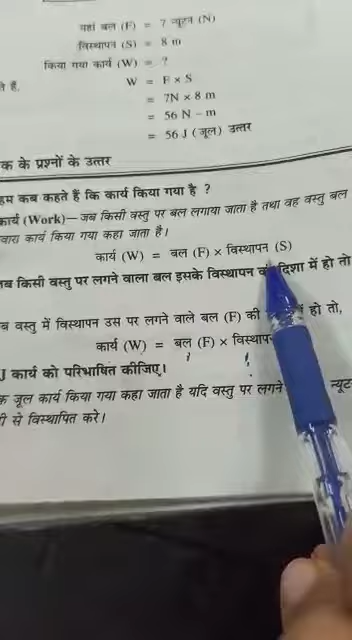 यहां बल (F) = 7 न्यूटन (N)
विस्थापन (S) = 8 m
किया गया कार्य (W) = ?
ते हैं, W = F × S
= 7N × 8 m
= 56 N – m
= 56 J (जूल) उत्तर
क के प्रश्नों के उत्तर
हम कब कहते हैं कि कार्य किया गया है ?
कार्य (Work)— जब किसी वस्तु पर बल लगाया जाता है तथा वह वस्तु बल
द्वारा कार्य किया गया कहा जाता है।
कार्य (W) = बल (F) × विस्थापन (S)
जब किसी वस्तु पर लगने वाला बल इसके विस्थापन की दिशा में हो तो
ब वस्तु में विस्थापन उस पर लगने वाले बल (F) की में हो तो,
कार्य (W) = बल (F) × विस्थापन
J कार्य को परिभाषित कीजिए।
क जूल कार्य किया गया कहा जाता है यदि वस्तु पर लगने न्यूट
ी से विस्थापित करे।